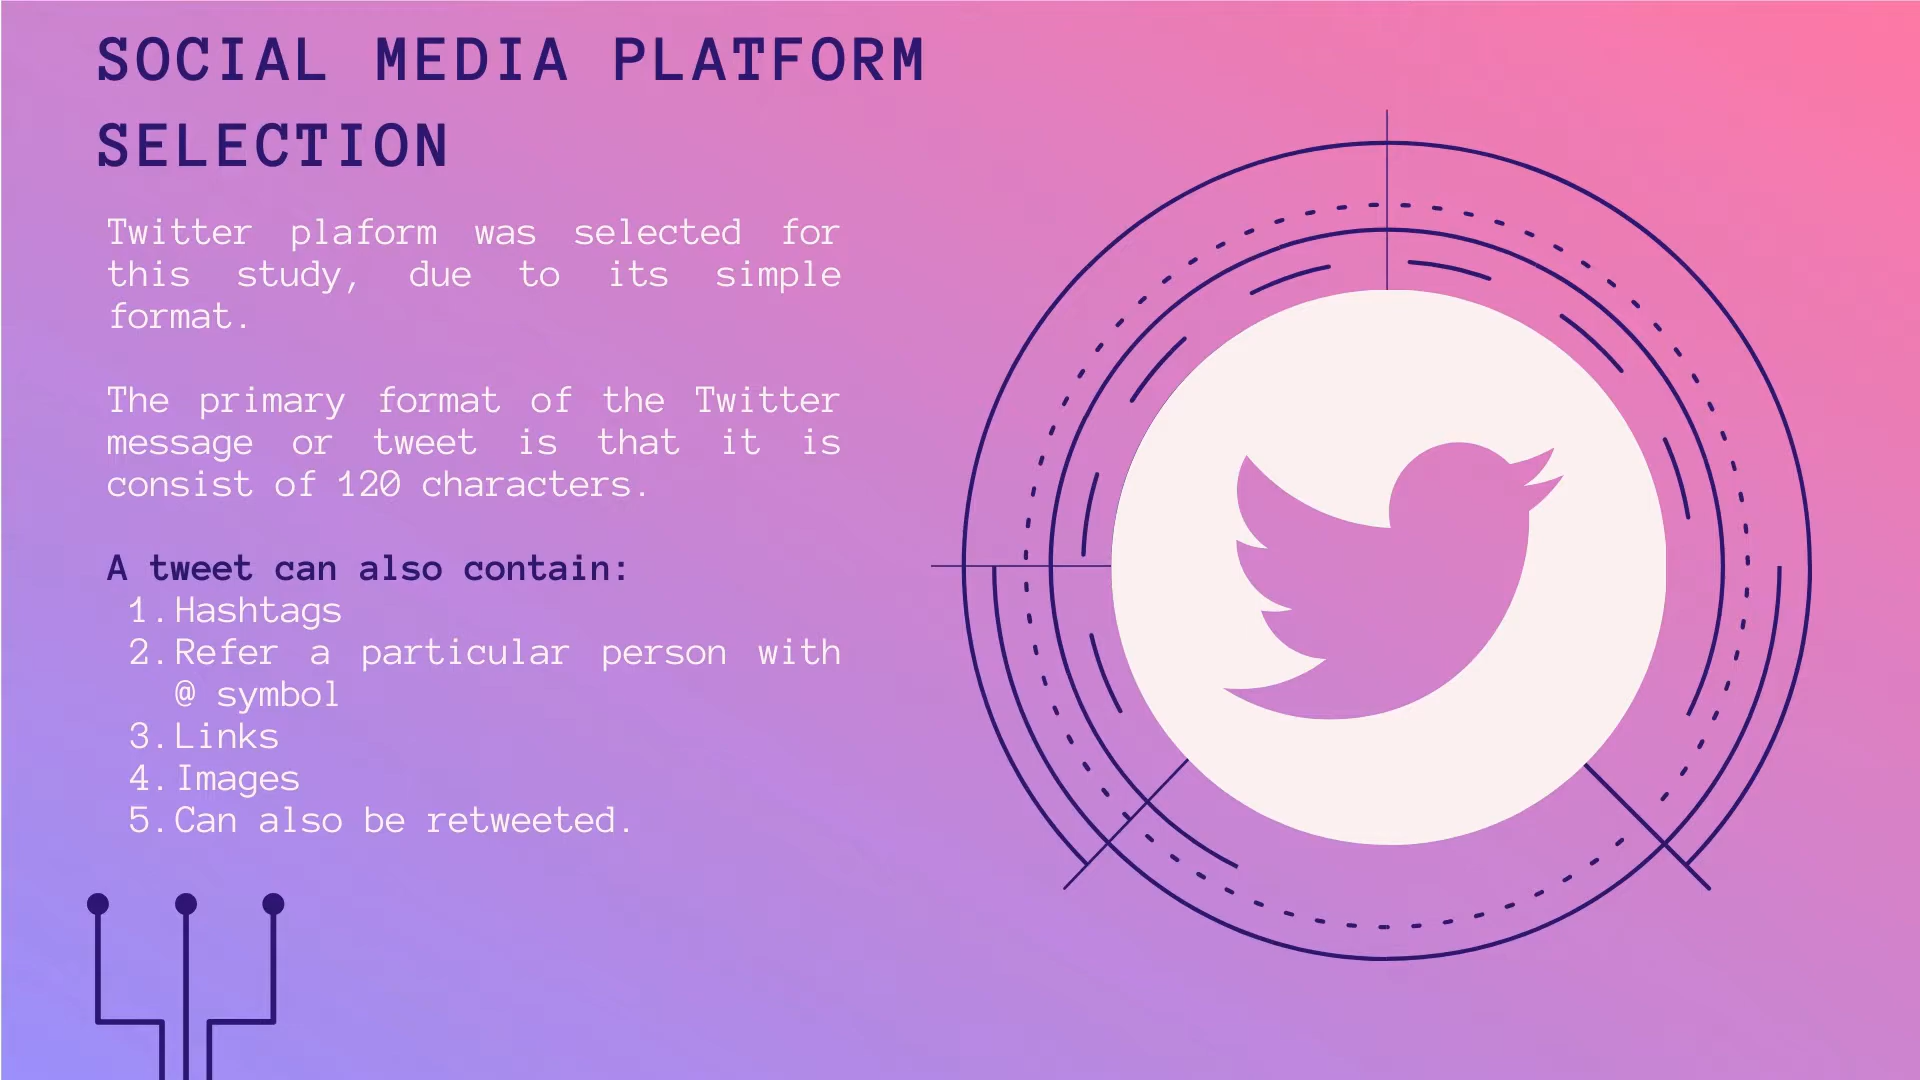 SOCIAL MEDIA PLATFORM
SELECTION
Twitter plaform was selected for
this study, due to its simple
format.
The primary format of the Twitter
message or tweet is that it is
consist of 120 characters.
A tweet can also contain:
1. Hashtags
2. Refer a particular person with
@ symbol
3. Links
4. Images
5. Can also be retweeted.